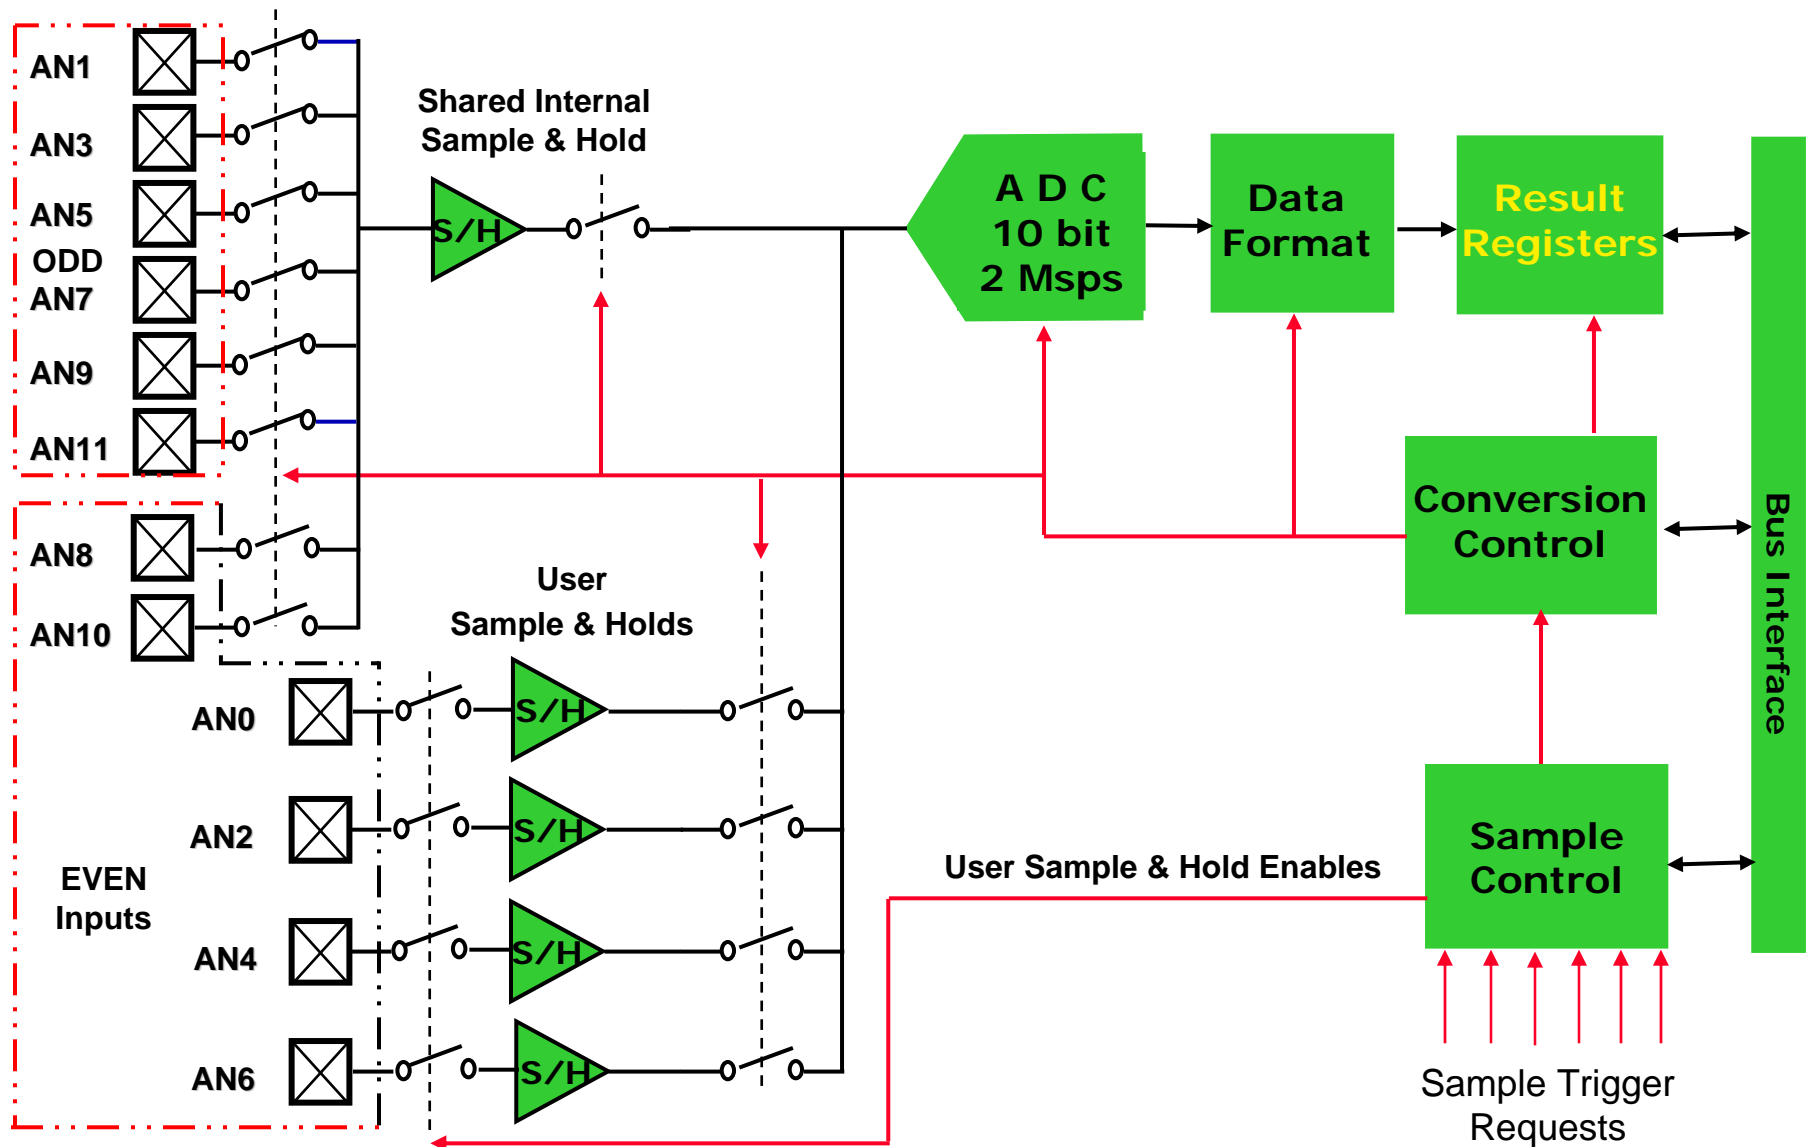 AN1
AN3
AN5
ODD
AN7
AN9
AN11
AN8
AN10
AN0
AN2
EVEN
Inputs
AN4
AN6
Shared Internal
Sample & Hold
S/H
User
Sample & Holds
S/H
S/H
S/H
S/H
A D C
10 bit
2 Msps
Data
Format
Result
Registers
Conversion
Control
Bus Interface
Sample
Control
User Sample & Hold Enables
Sample Trigger
Requests